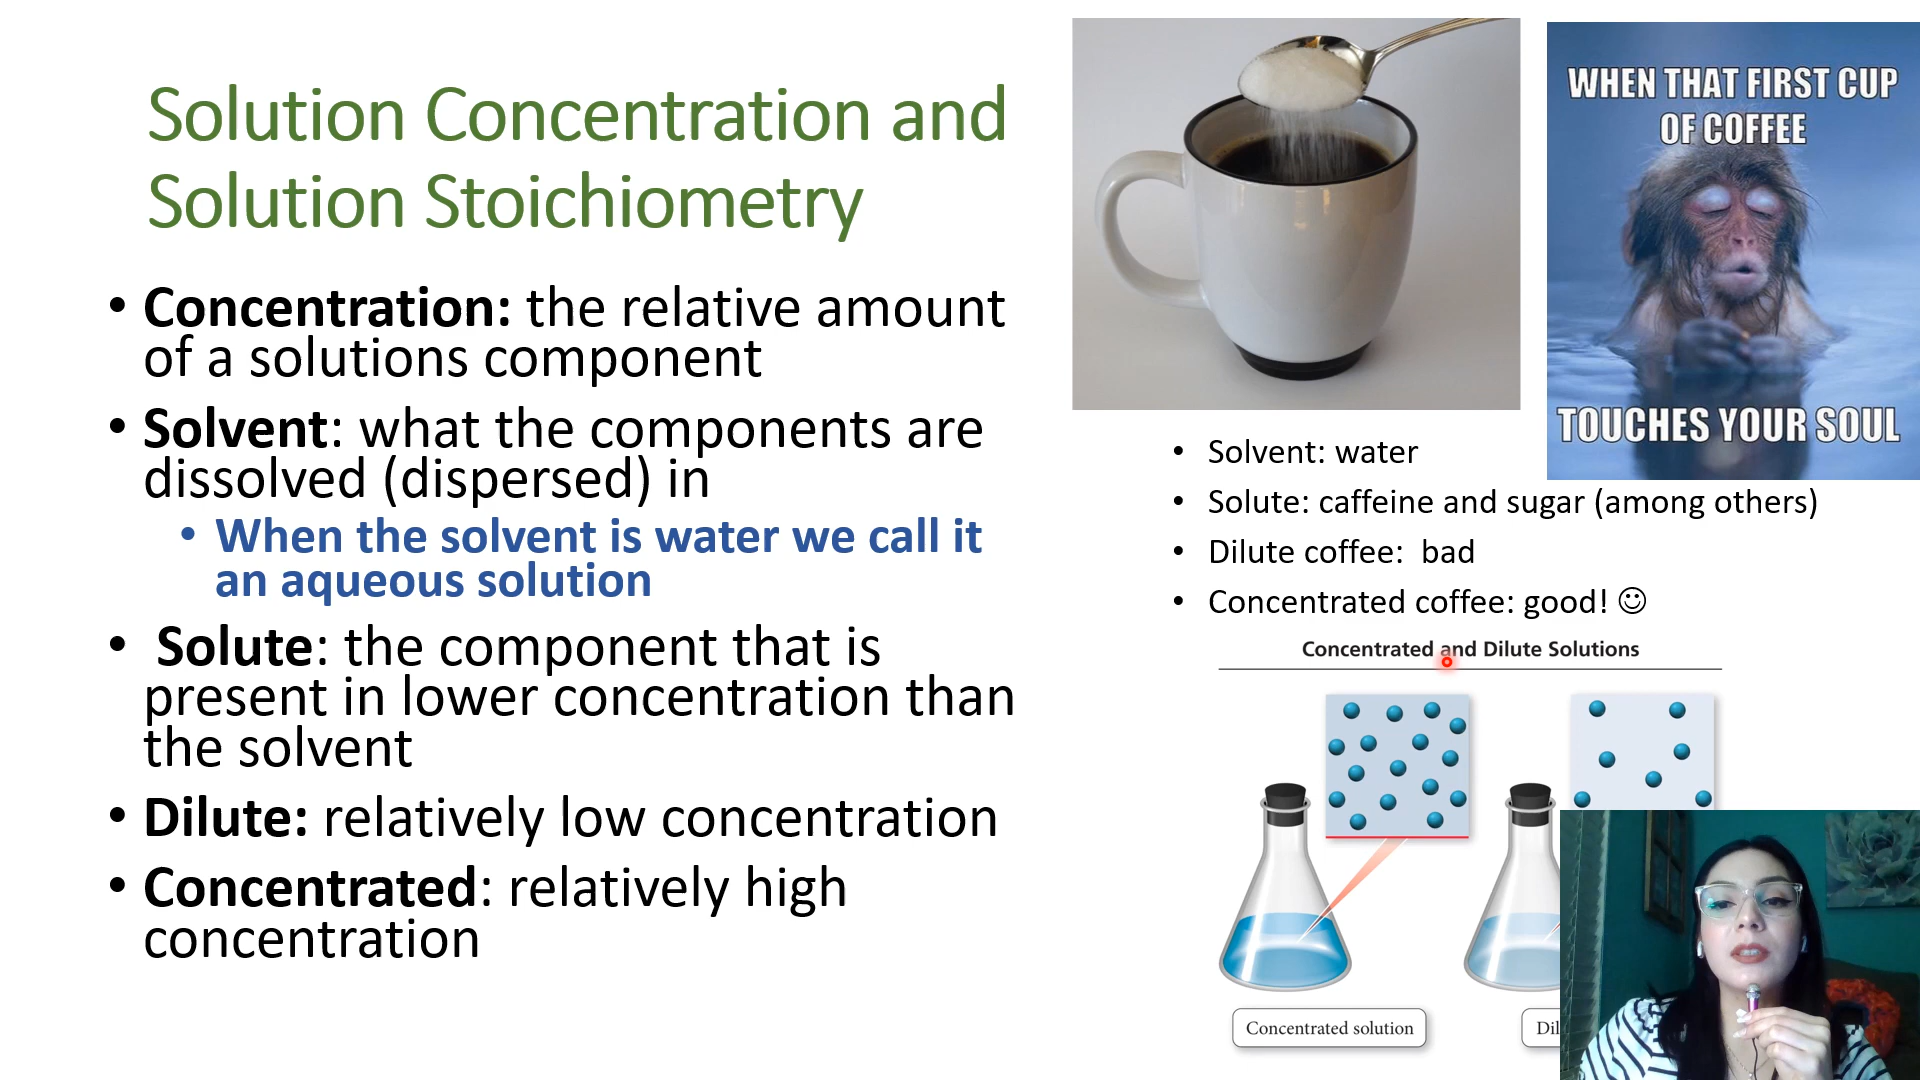 Solution Concentration and
Solution Stoichiometry
• Concentration: the relative amount
of a solutions component
• Solvent: what the components are
dissolved (dispersed) in
• When the solvent is water we call it
an aqueous solution
• Solute: the component that is
present in lower concentration than
the solvent
• Dilute: relatively low concentration
• Concentrated: relatively high
concentration
WHEN THAT FIRST CUP
OF COFFEE
TOUCHES YOUR SOUL
• Solvent: water
• Solute: caffeine and sugar (among others)
• Dilute coffee: bad
• Concentrated coffee: good! ☺
Concentrated and Dilute Solutions
Concentrated solution
Dil